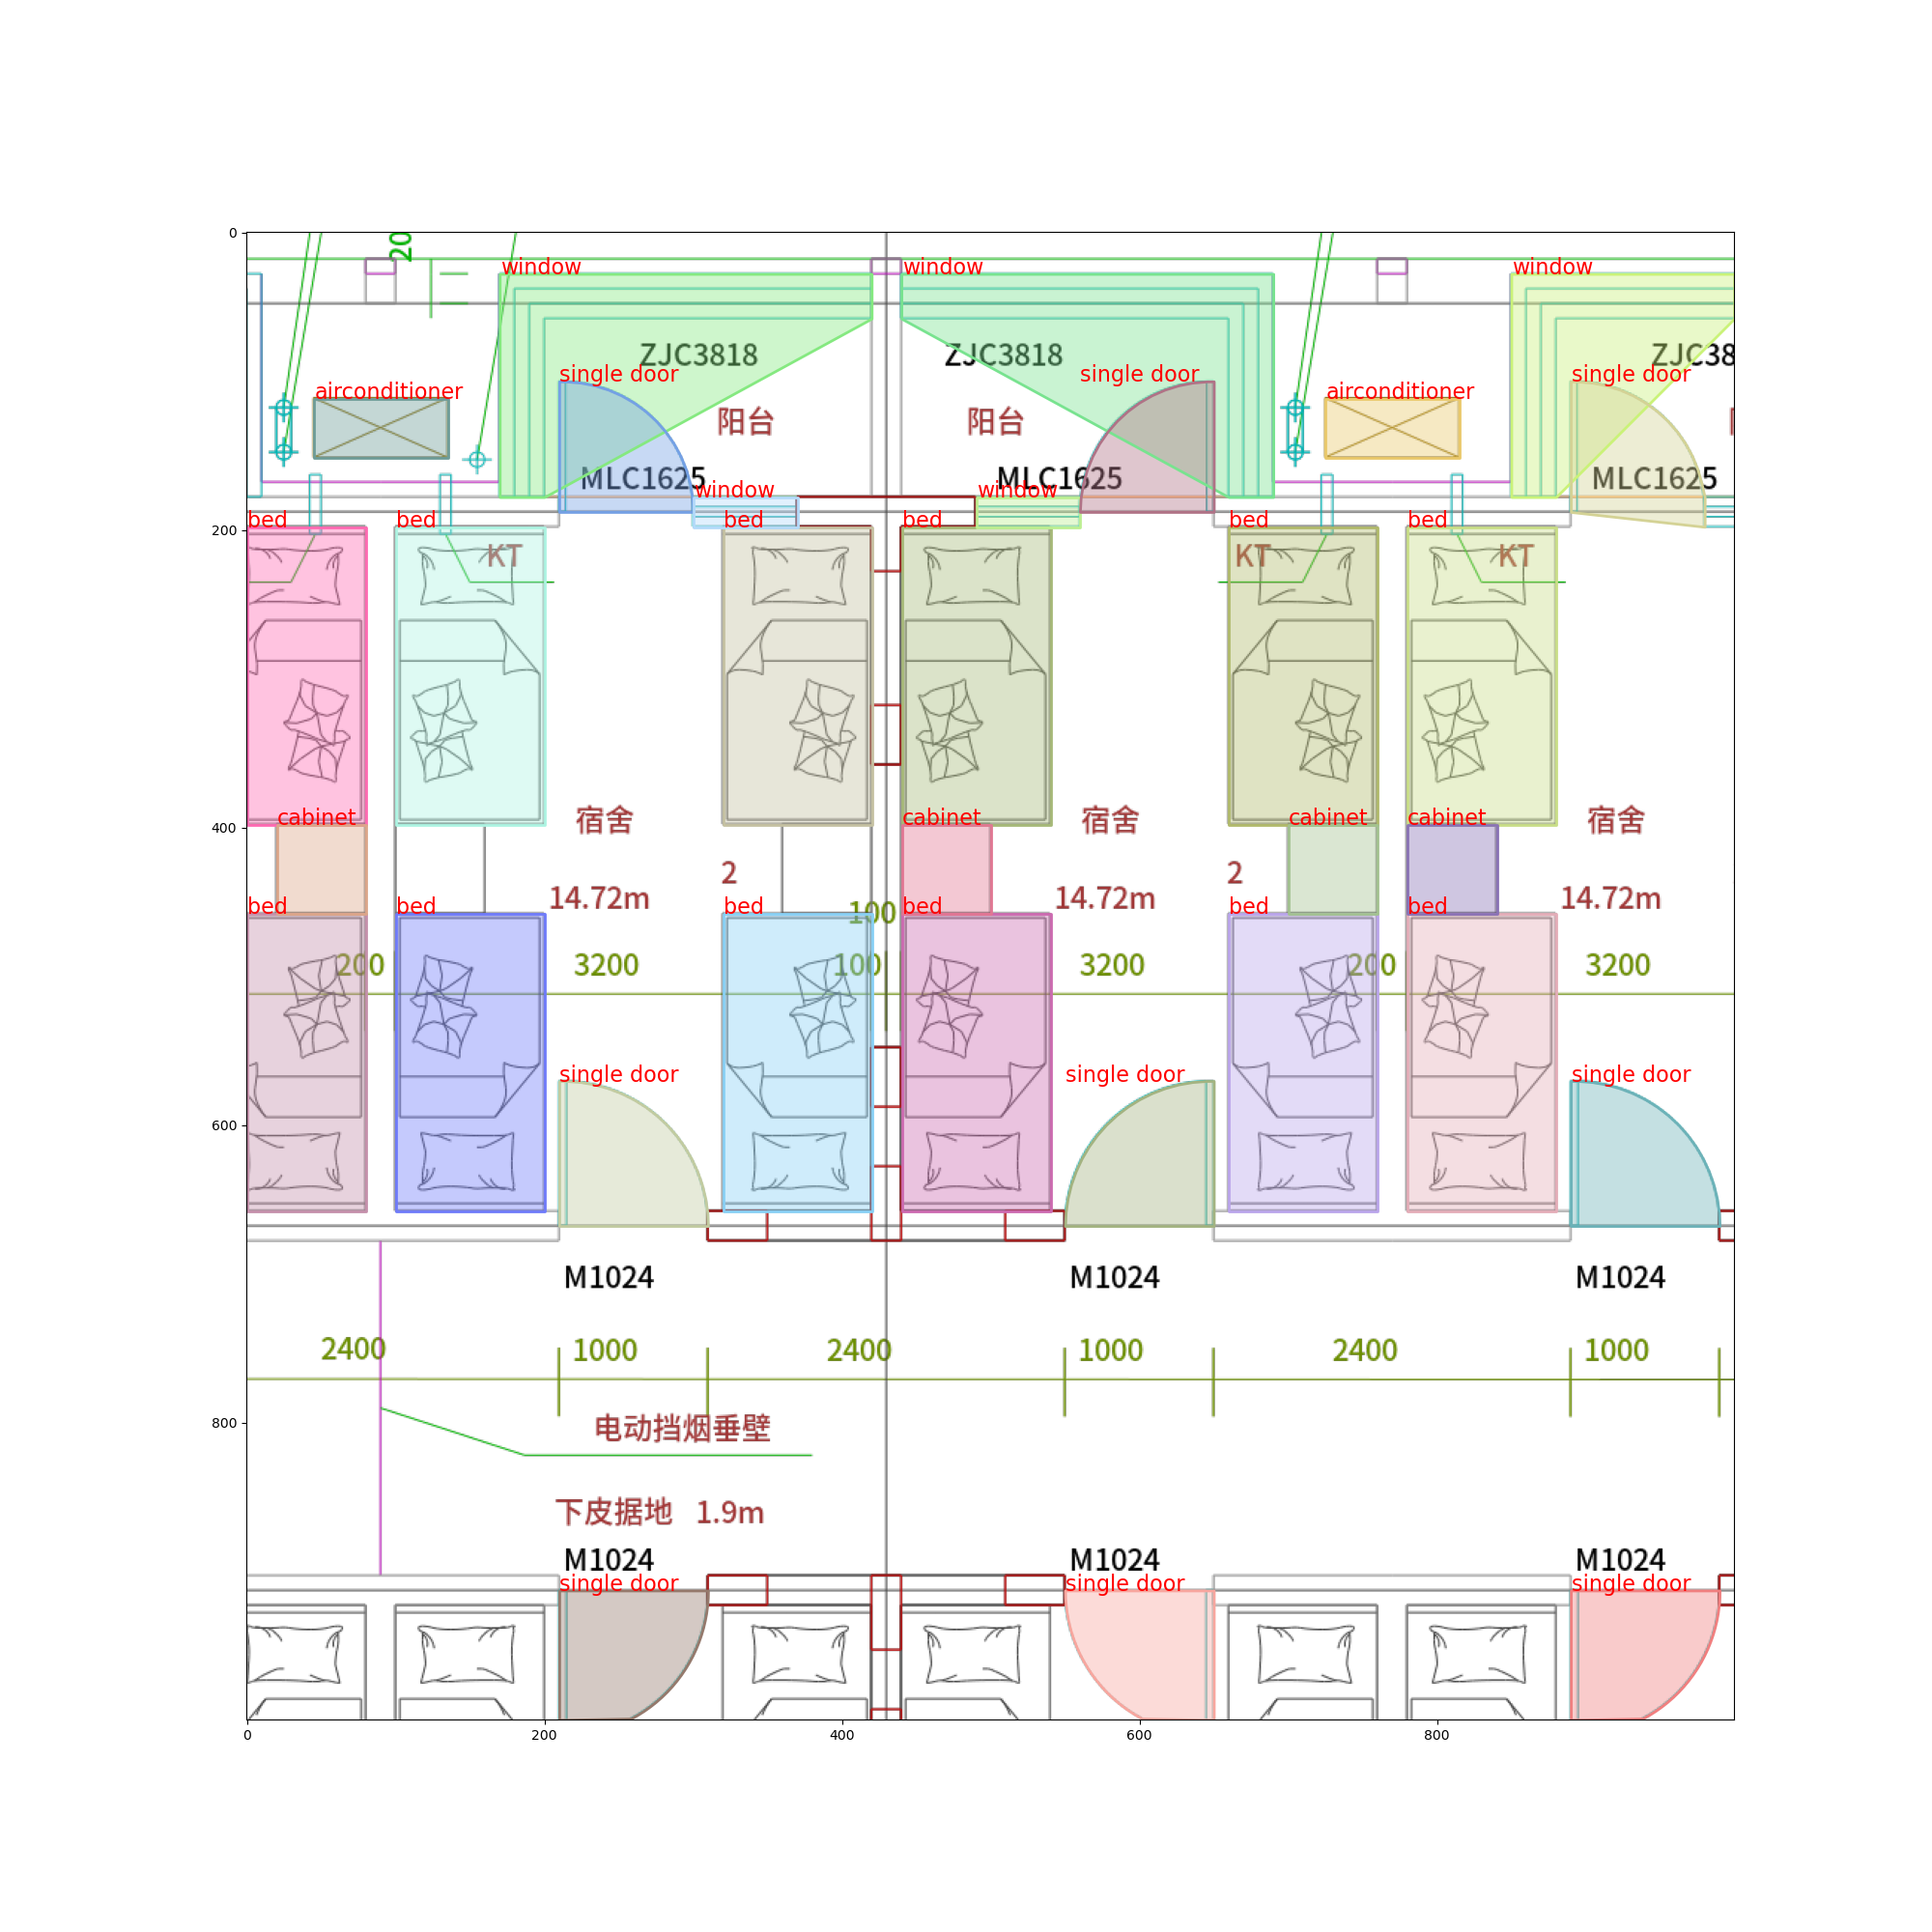 0
20
window
window
window
ZJC3818
ZJC3818
ZJC38
single door
single door
single door
airconditioner
airconditioner
阳台
阳台
MLC1625
MLC1625
MLC1625
window
window
200
bed
bed
bed
bed
bed
bed
KT
KT
KT
400
cabinet
cabinet
cabinet
cabinet
宿舍
宿舍
宿舍
2
2
14.72m
14.72m
14.72m
bed
bed
bed
bed
bed
bed
100
200
3200
100
3200
200
3200
600
single door
single door
single door
M1024
M1024
M1024
2400
1000
2400
1000
2400
1000
800
电动挡烟垂壁
下皮据地 1.9m
M1024
M1024
M1024
single door
single door
single door
0
200
400
600
800